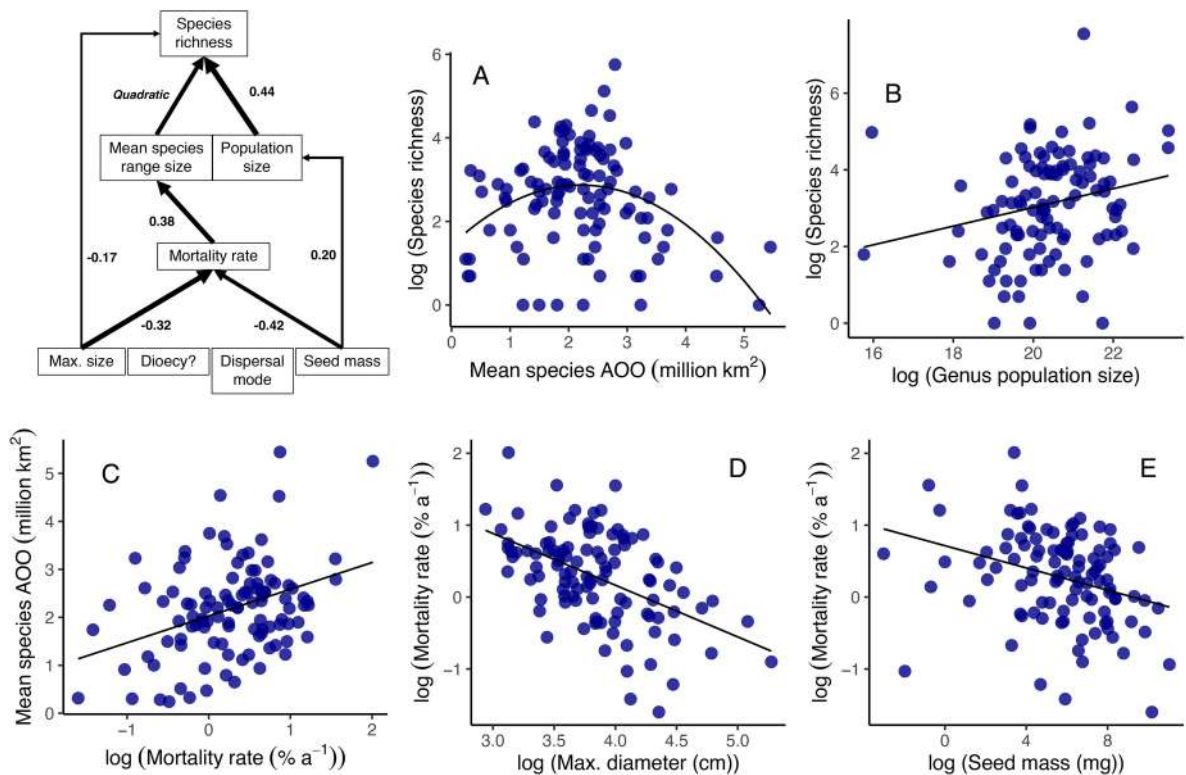 Species
richness
Quadratic
0.44
Mean species
range size
Population
size
0.38
-0.17
Mortality rate
0.20
-0.32
-0.42
Max. size
Dioecy?
Dispersal
mode
Seed mass
A
log (Species richness)
6
4
2
0
0 1 2 3 4 5
Mean species AOO (million km²)
B
log (Species richness)
6
4
2
0
16 18 20 22
log (Genus population size)
C
Mean species AOO (million km²)
5
4
3
2
1
0
-1 0 1 2
log (Mortality rate (% a⁻¹))
D
log (Mortality rate (% a⁻¹))
2
1
0
-1
3.0 3.5 4.0 4.5 5.0
log (Max. diameter (cm))
E
log (Mortality rate (% a⁻¹))
2
1
0
-1
0 4 8
log (Seed mass (mg))